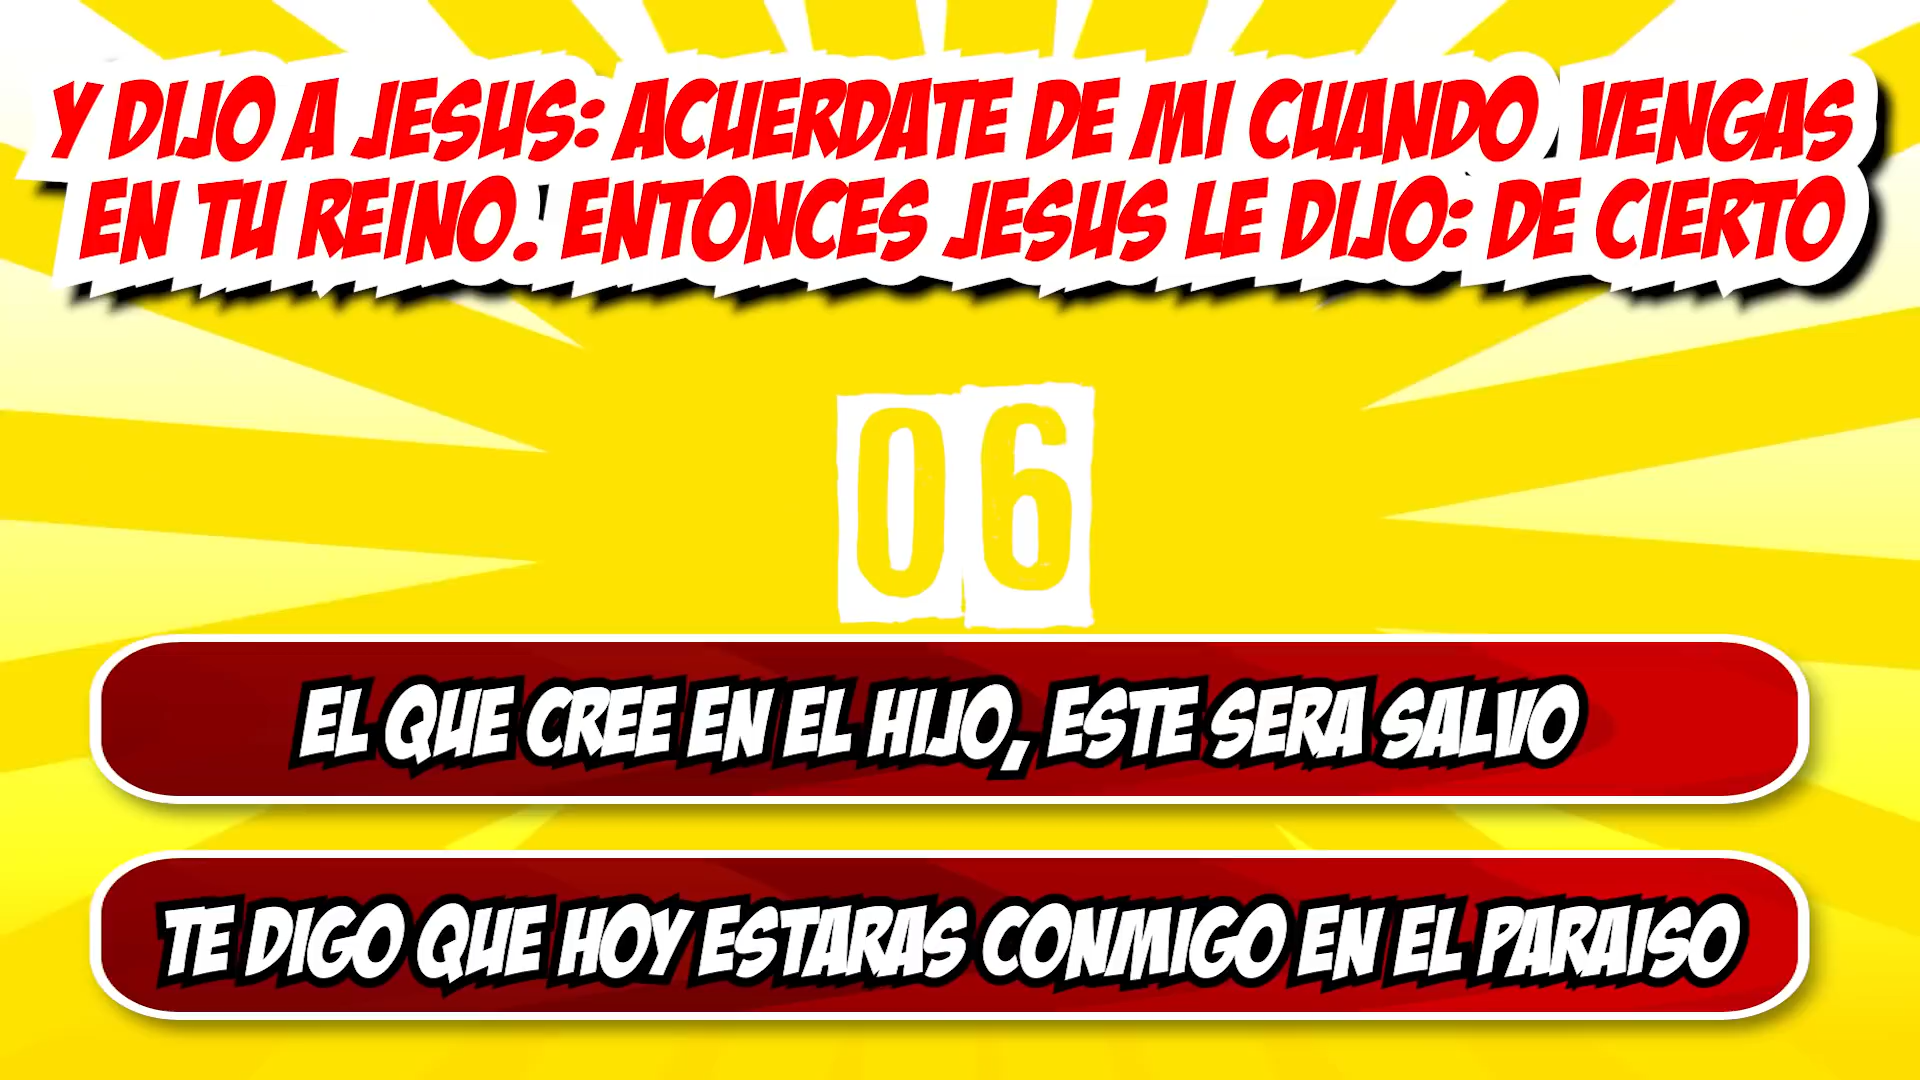 Y DIJO A JESUS: ACUERDATE DE MI CUANDO VENGAS
EN TU REINO. ENTONCES JESUS LE DIJO: DE CIERTO
06
EL QUE CREE EN EL HIJO, ESTE SERA SALVO
TE DIGO QUE HOY ESTARAS CONMIGO EN EL PARAISO